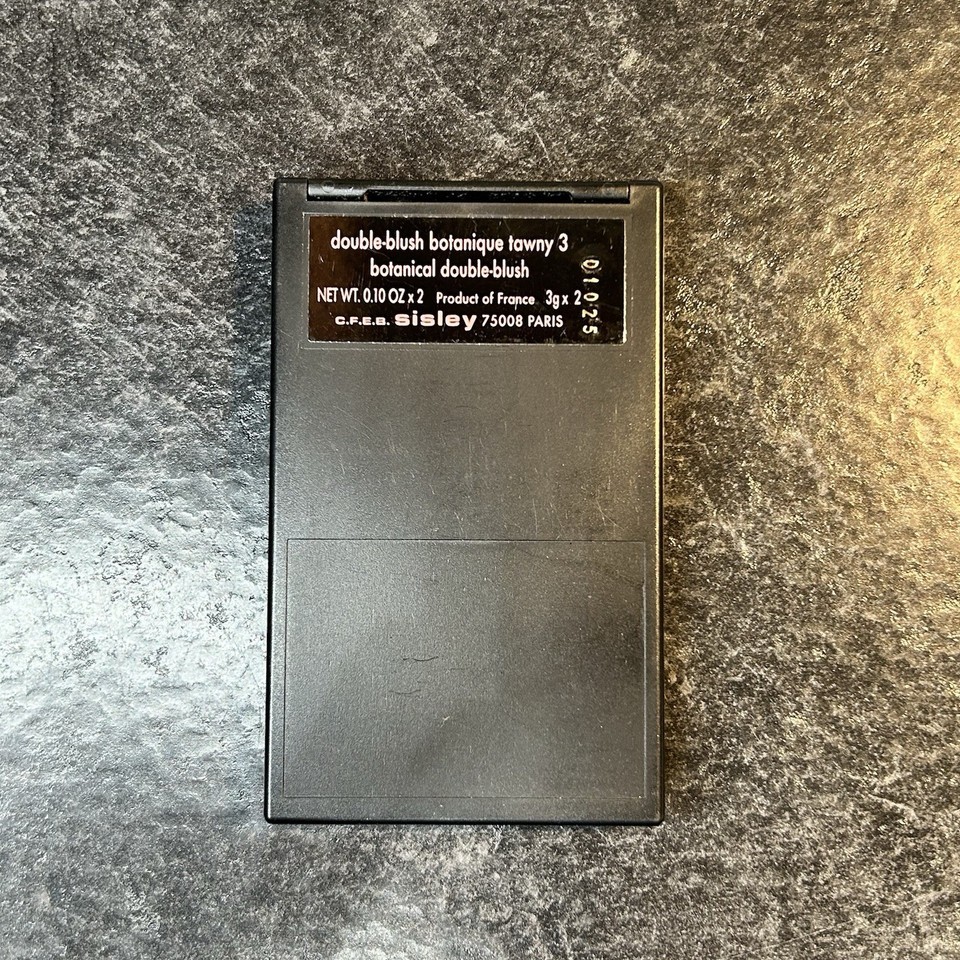 double-blush botanique tawny 3
botanical double-blush
NET WT. 0.10 OZ x 2 Product of France 3g x 2
C.F.E.B. sisley 75008 PARIS
01025